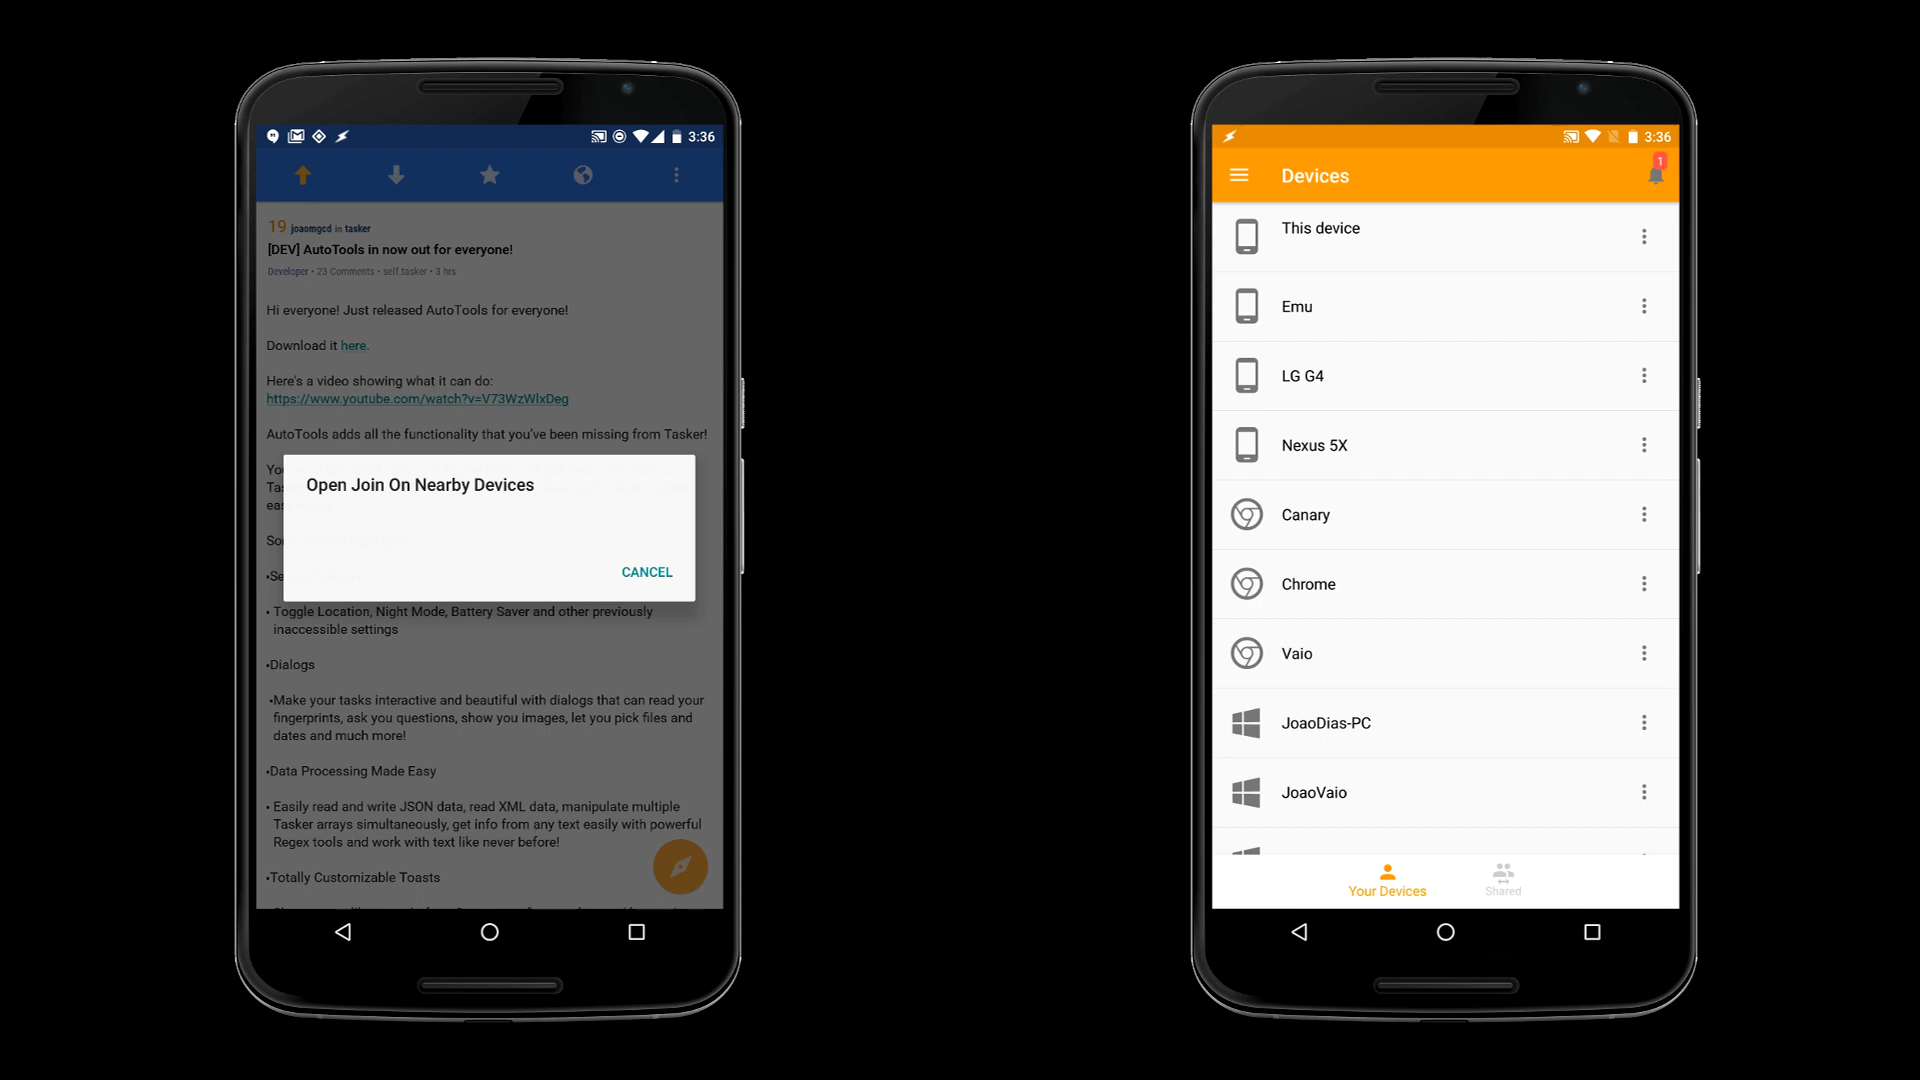 3:36
19 joaomgcd in tasker
[DEV] AutoTools in now out for everyone!
Developer • 23 Comments • self.tasker • 3 hrs
Hi everyone! Just released AutoTools for everyone!
Download it here.
Here's a video showing what it can do:
https://www.youtube.com/watch?v=V73WzWlxDeg
AutoTools adds all the functionality that you've been missing from Tasker!
Open Join On Nearby Devices
CANCEL
• Toggle Location, Night Mode, Battery Saver and other previously
inaccessible settings
•Dialogs
•Make your tasks interactive and beautiful with dialogs that can read your
fingerprints, ask you questions, show you images, let you pick files and
dates and much more!
•Data Processing Made Easy
• Easily read and write JSON data, read XML data, manipulate multiple
Tasker arrays simultaneously, get info from any text easily with powerful
Regex tools and work with text like never before!
•Totally Customizable Toasts
3:36
Devices
1
This device
Emu
LG G4
Nexus 5X
Canary
Chrome
Vaio
JoaoDias-PC
JoaoVaio
Your Devices
Shared